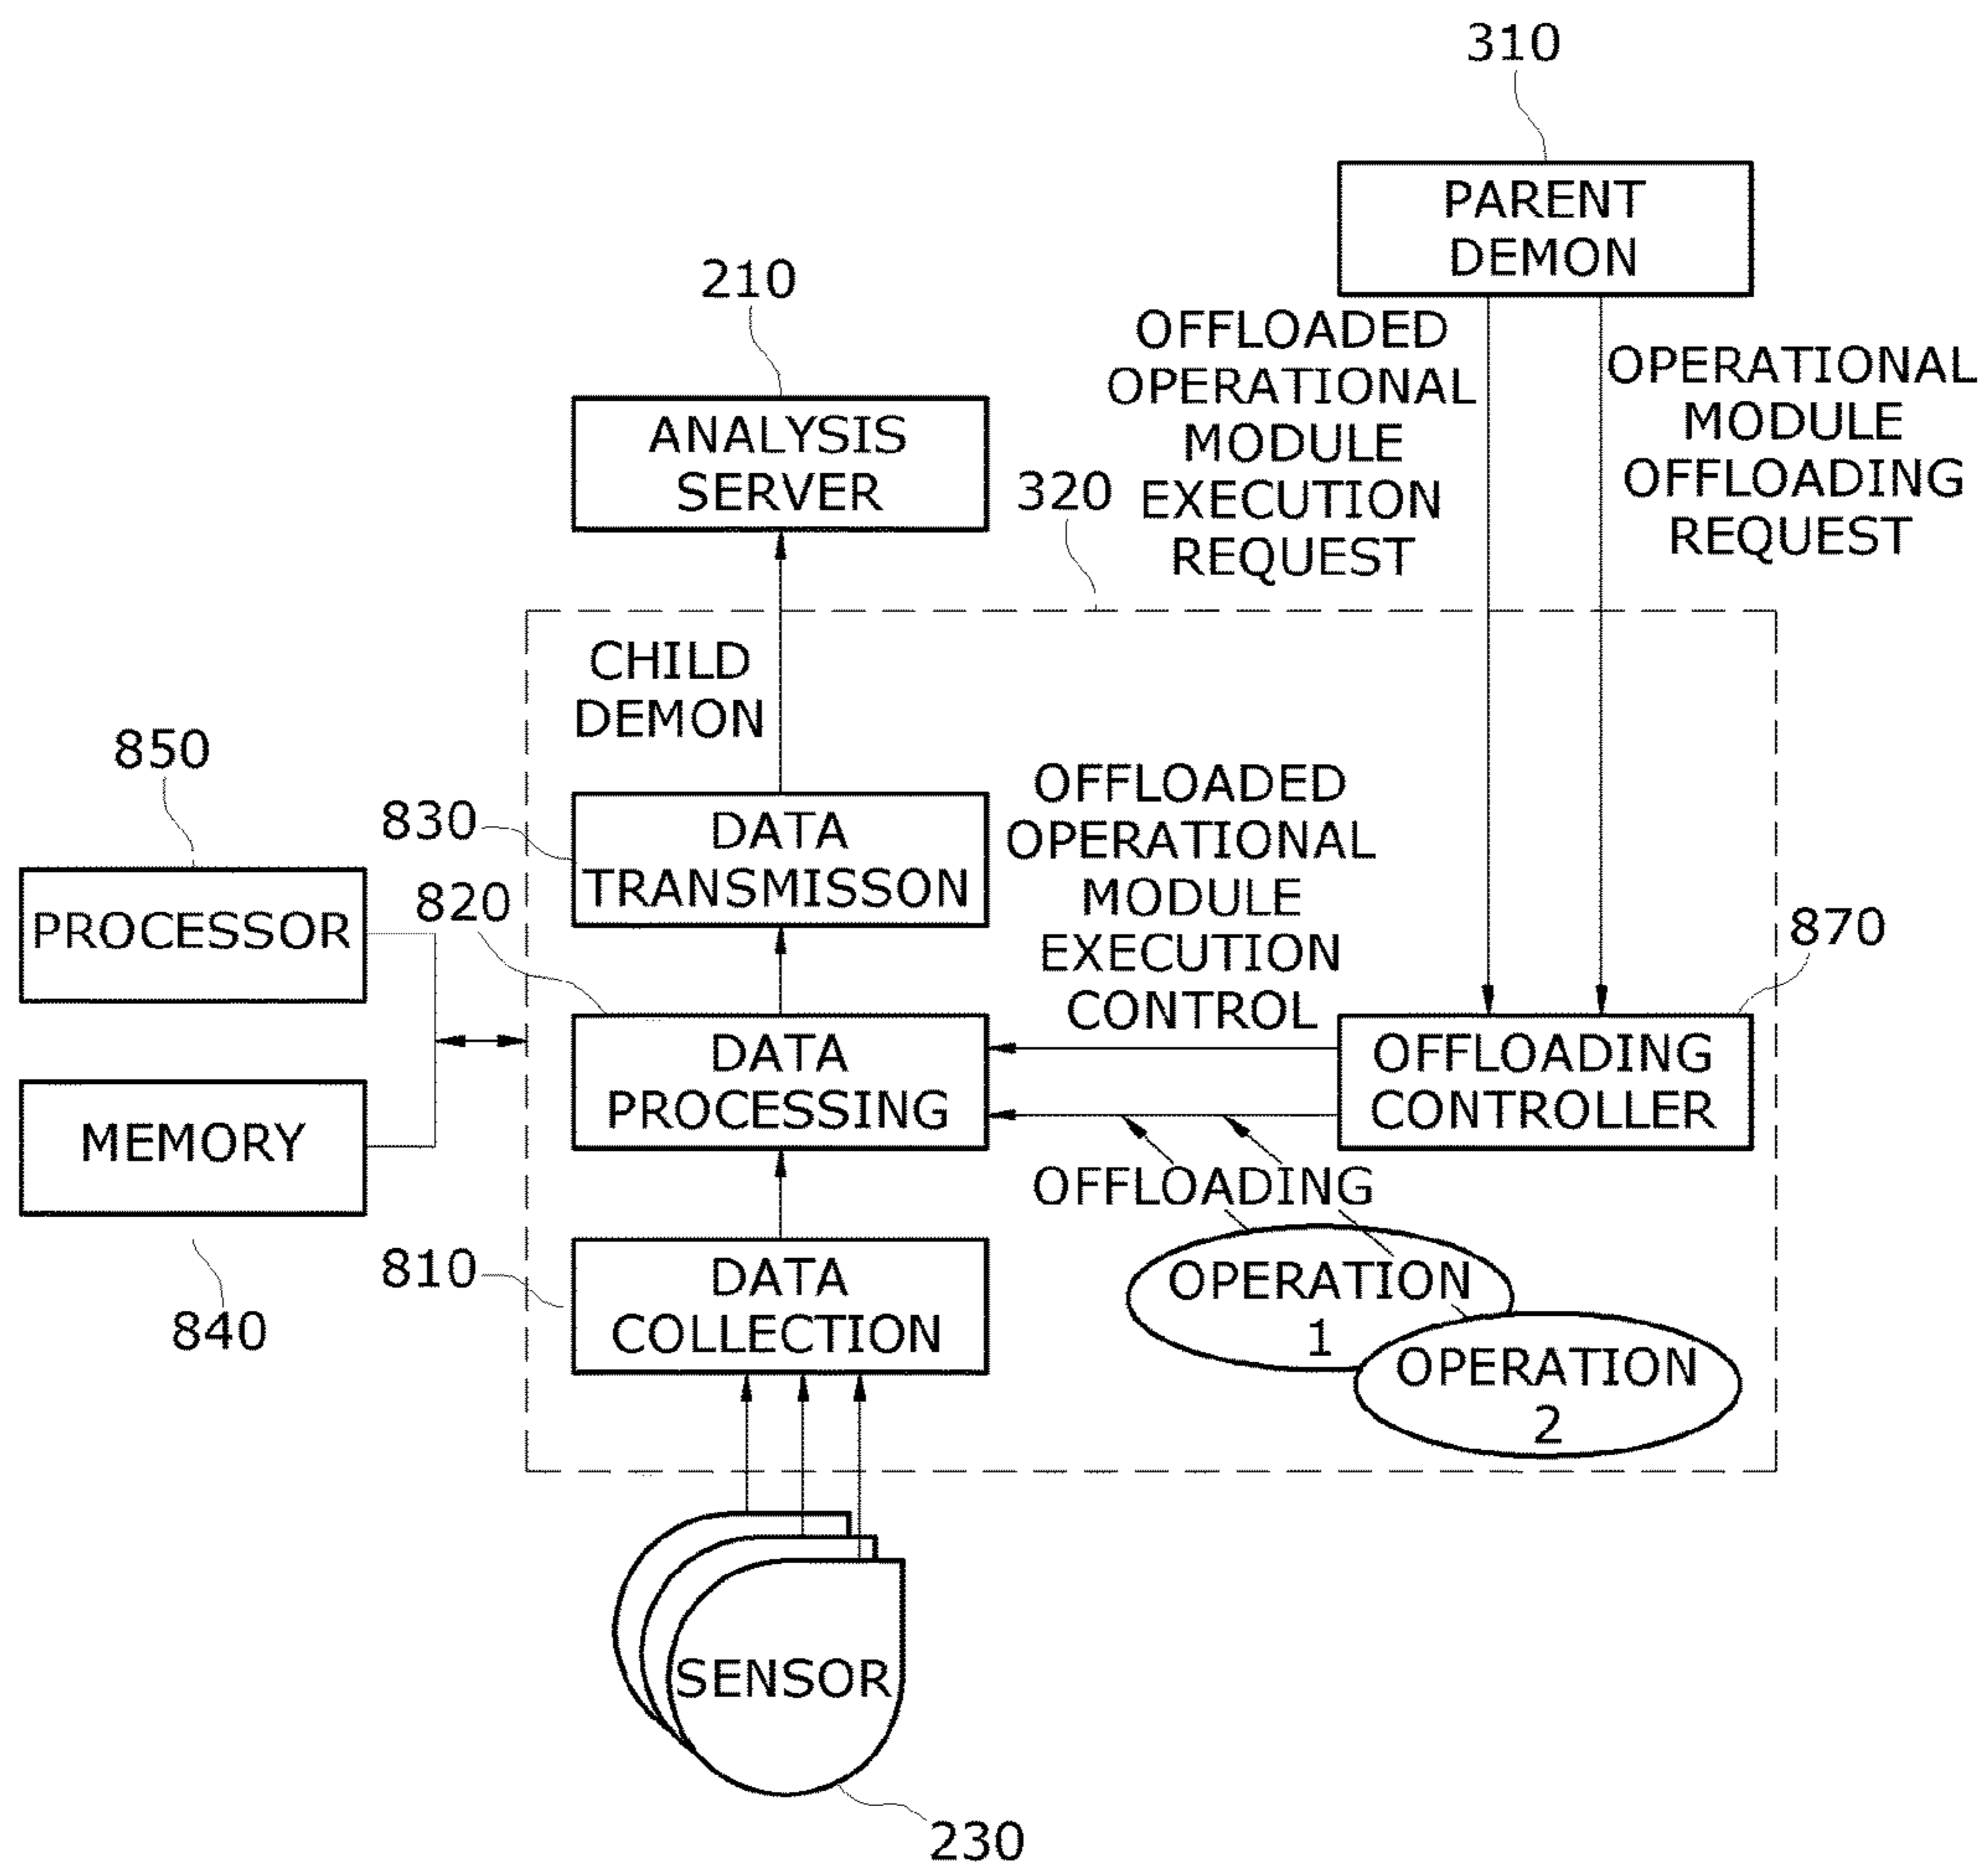 310
PARENT
DEMON
210
ANALYSIS
SERVER
OFFLOADED
OPERATIONAL
MODULE
EXECUTION
REQUEST
OPERATIONAL
MODULE
OFFLOADING
REQUEST
320
CHILD
DEMON
850
PROCESSOR
MEMORY
840
830
DATA
TRANSMISSON
820
OFFLOADED
OPERATIONAL
MODULE
EXECUTION
CONTROL
870
DATA
PROCESSING
OFFLOADING
CONTROLLER
OFFLOADING
810
DATA
COLLECTION
OPERATION
1
OPERATION
2
SENSOR
230